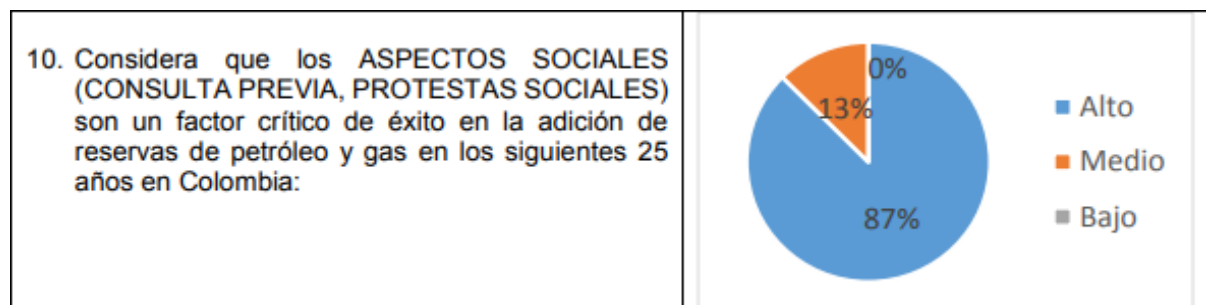 10. Considera que los ASPECTOS SOCIALES
(CONSULTA PREVIA, PROTESTAS SOCIALES)
son un factor crítico de éxito en la adición de
reservas de petróleo y gas en los siguientes 25
años en Colombia:
0%
13%
87%
Alto
Medio
Bajo